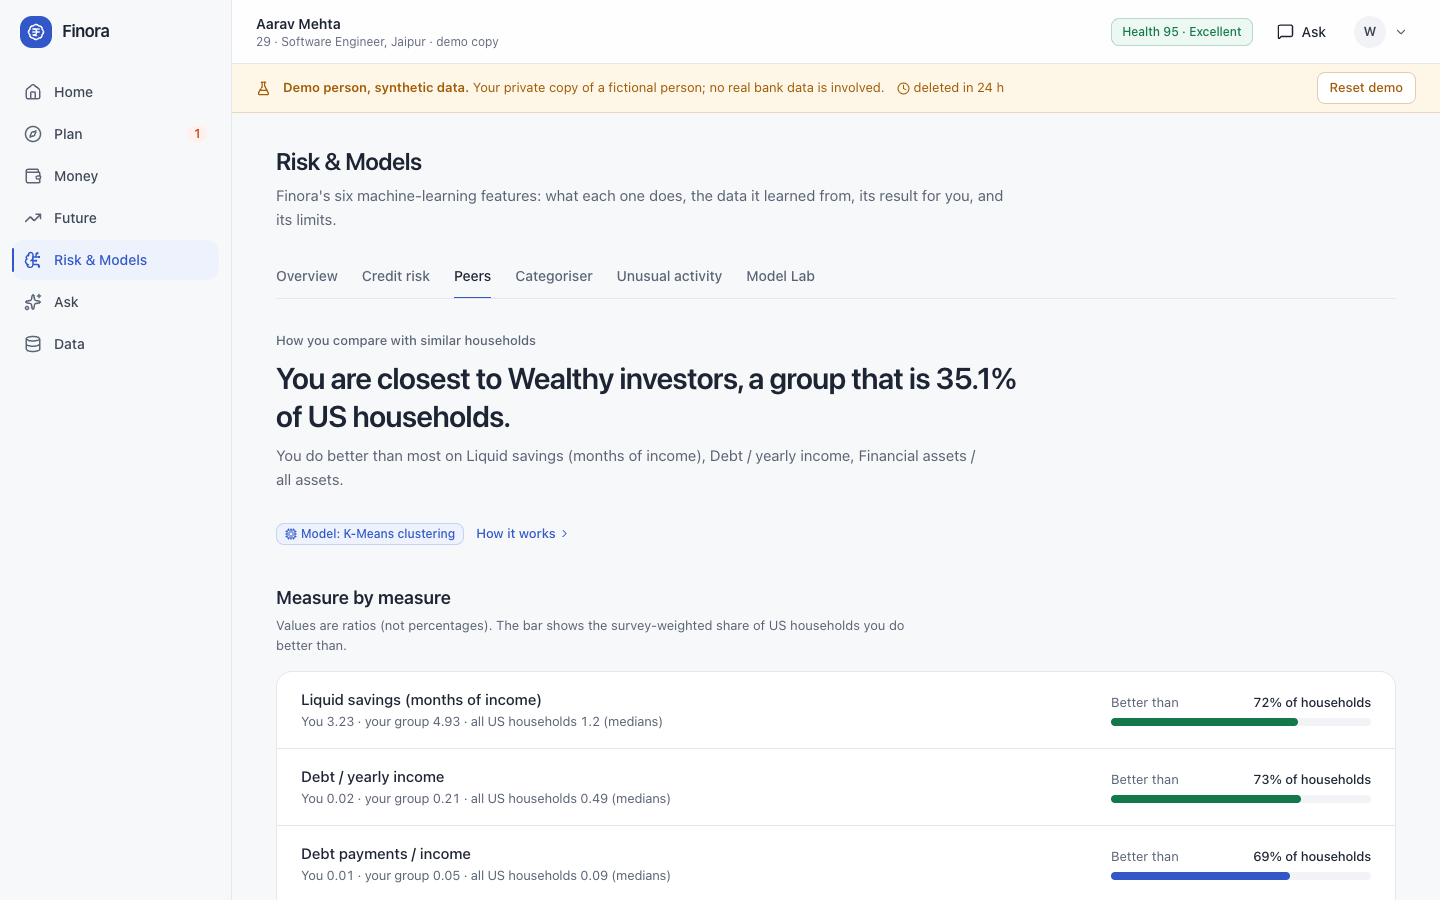 Finora
Home
Plan 1
Money
Future
Risk & Models
Ask
Data
Aarav Mehta
29 · Software Engineer, Jaipur · demo copy
Health 95 · Excellent
Ask
W
Demo person, synthetic data. Your private copy of a fictional person; no real bank data is involved. deleted in 24 h
Reset demo
Risk & Models
Finora's six machine-learning features: what each one does, the data it learned from, its result for you, and
its limits.
Overview Credit risk Peers Categoriser Unusual activity Model Lab
How you compare with similar households
You are closest to Wealthy investors, a group that is 35.1%
of US households.
You do better than most on Liquid savings (months of income), Debt / yearly income, Financial assets /
all assets.
Model: K-Means clustering How it works
Measure by measure
Values are ratios (not percentages). The bar shows the survey-weighted share of US households you do
better than.
Liquid savings (months of income)
You 3.23 · your group 4.93 · all US households 1.2 (medians)
Better than 72% of households
Debt / yearly income
You 0.02 · your group 0.21 · all US households 0.49 (medians)
Better than 73% of households
Debt payments / income
You 0.01 · your group 0.05 · all US households 0.09 (medians)
Better than 69% of households